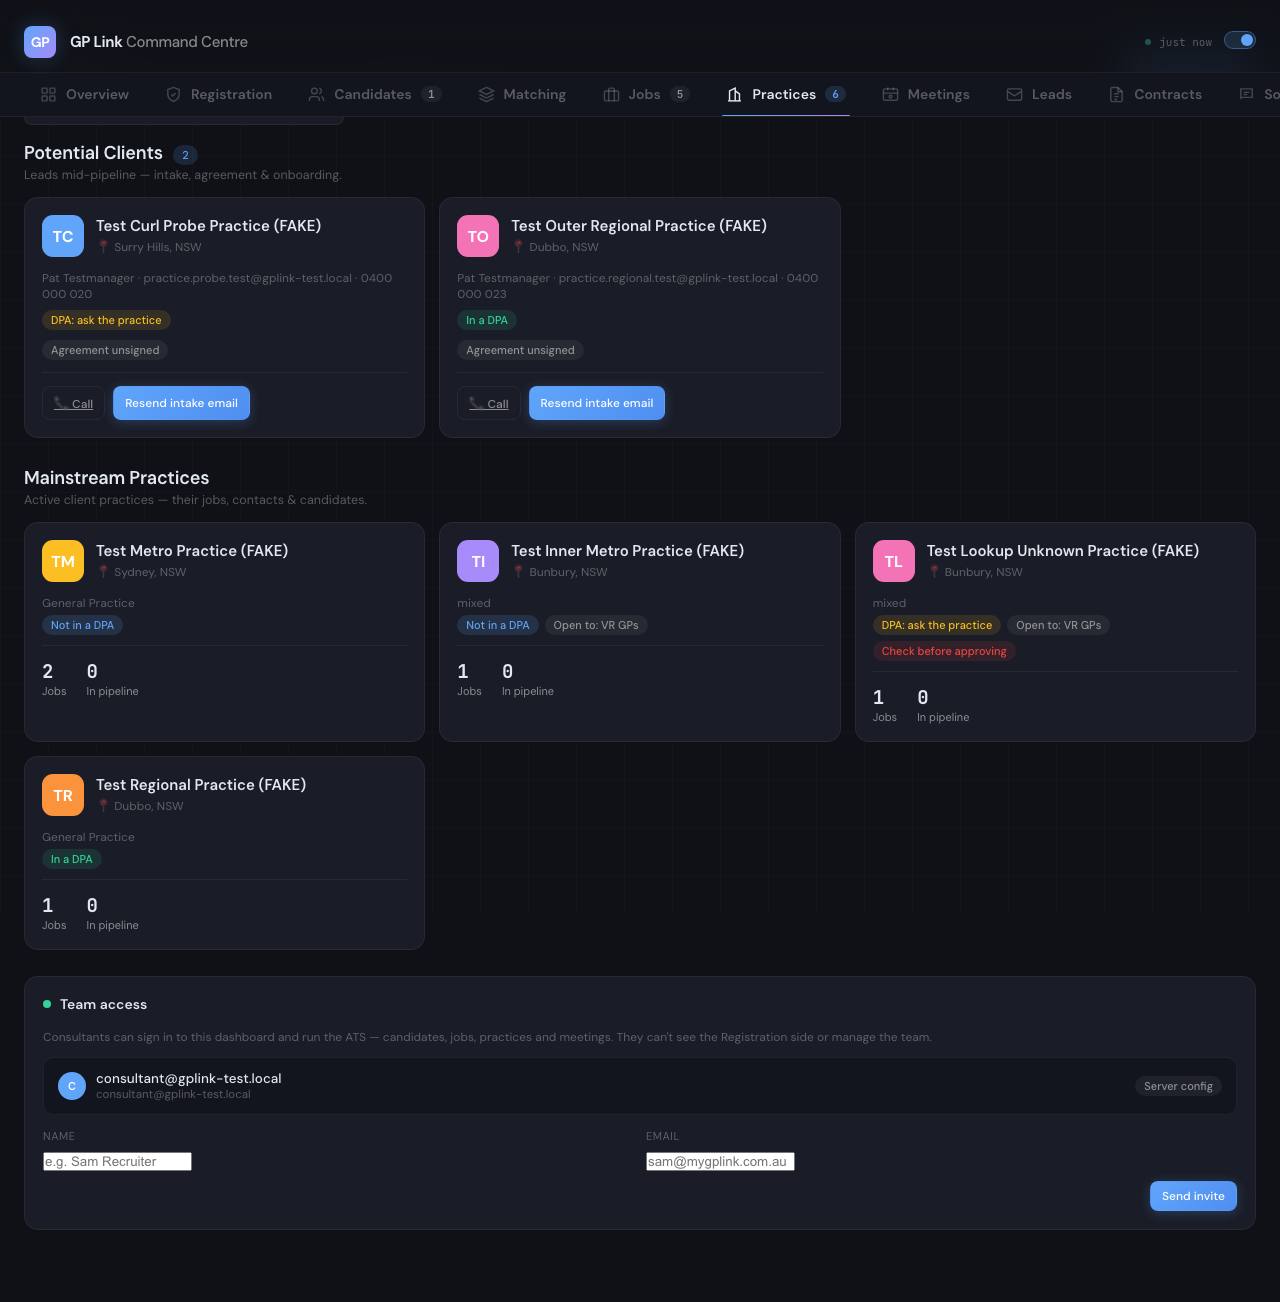 GP
GP Link Command Centre
just now
Overview
Registration
Candidates 1
Matching
Jobs 5
Practices 6
Meetings
Leads
Contracts
So
Potential Clients 2
Leads mid-pipeline — intake, agreement & onboarding.
TC
Test Curl Probe Practice (FAKE)
Surry Hills, NSW
Pat Testmanager · practice.probe.test@gplink-test.local · 0400
000 020
DPA: ask the practice
Agreement unsigned
Call
Resend intake email
TO
Test Outer Regional Practice (FAKE)
Dubbo, NSW
Pat Testmanager · practice.regional.test@gplink-test.local · 0400
000 023
In a DPA
Agreement unsigned
Call
Resend intake email
Mainstream Practices
Active client practices — their jobs, contacts & candidates.
TM
Test Metro Practice (FAKE)
Sydney, NSW
General Practice
Not in a DPA
2 0
Jobs In pipeline
TI
Test Inner Metro Practice (FAKE)
Bunbury, NSW
mixed
Not in a DPA Open to: VR GPs
1 0
Jobs In pipeline
TL
Test Lookup Unknown Practice (FAKE)
Bunbury, NSW
mixed
DPA: ask the practice Open to: VR GPs
Check before approving
1 0
Jobs In pipeline
TR
Test Regional Practice (FAKE)
Dubbo, NSW
General Practice
In a DPA
1 0
Jobs In pipeline
Team access
Consultants can sign in to this dashboard and run the ATS — candidates, jobs, practices and meetings. They can't see the Registration side or manage the team.
C
consultant@gplink-test.local
consultant@gplink-test.local
Server config
NAME
e.g. Sam Recruiter
EMAIL
sam@mygplink.com.au
Send invite